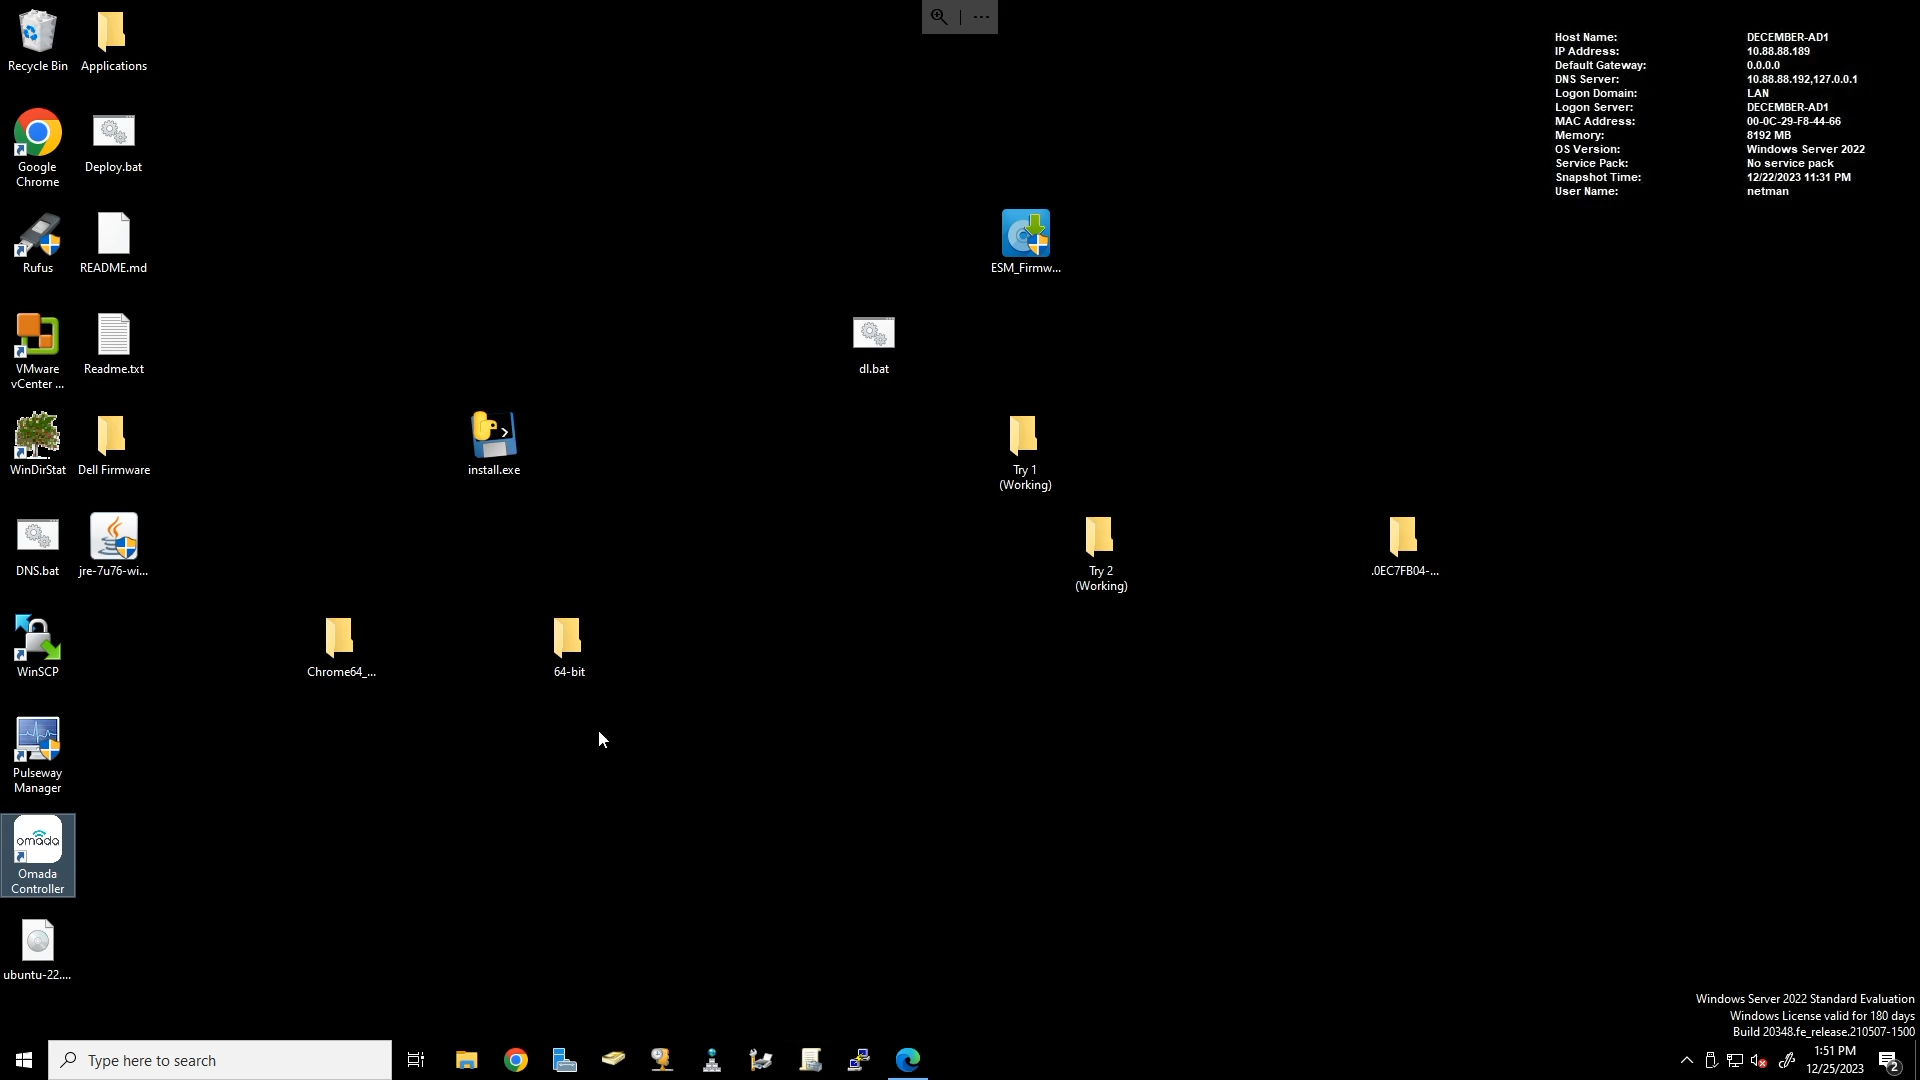 Recycle Bin
Applications
Google
Chrome
Deploy.bat
Rufus
README.md
VMware
vCenter ...
Readme.txt
WinDirStat
Dell Firmware
DNS.bat
jre-7u76-wi...
WinSCP
Pulseway
Manager
omada
Omada
Controller
ubuntu-22....
install.exe
Chrome64_...
64-bit
dl.bat
ESM_Firmw...
Try 1
(Working)
Try 2
(Working)
.0EC7FB04-...
Host Name: DECEMBER-AD1
IP Address: 10.88.88.189
Default Gateway: 0.0.0.0
DNS Server: 10.88.88.192,127.0.0.1
Logon Domain: LAN
Logon Server: DECEMBER-AD1
MAC Address: 00-0C-29-F8-44-66
Memory: 8192 MB
OS Version: Windows Server 2022
Service Pack: No service pack
Snapshot Time: 12/22/2023 11:31 PM
User Name: netman
Windows Server 2022 Standard Evaluation
Windows License valid for 180 days
Build 20348.fe_release.210507-1500
Type here to search
1:51 PM
12/25/2023
2